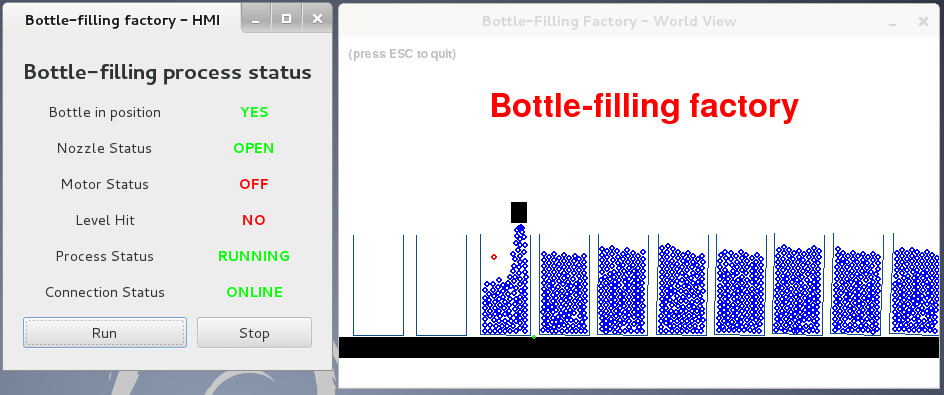 Bottle-filling factory - HMI
Bottle-filling process status
Bottle in position YES
Nozzle Status OPEN
Motor Status OFF
Level Hit NO
Process Status RUNNING
Connection Status ONLINE
Run Stop
Bottle-Filling Factory - World View
(press ESC to quit)
Bottle-filling factory